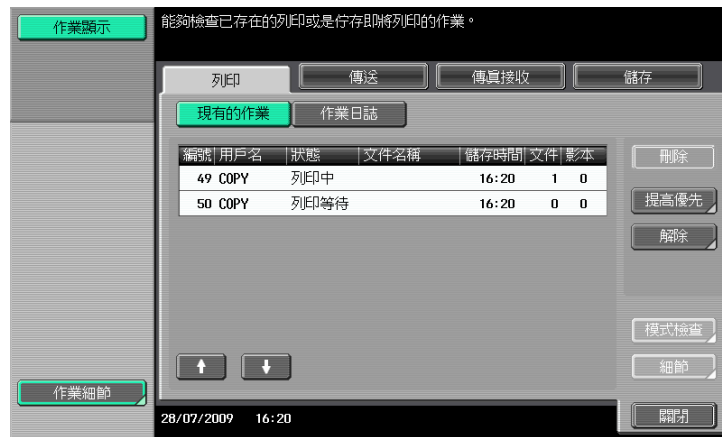 作業顯示
能夠檢查已存在的列印或是佇存即將列印的作業。
列印 傳送 傳真接收 儲存
現有的作業 作業日誌
編號 用戶名 狀態 文件名稱 儲存時間 文件 影本
49 COPY 列印中 16:20 1 0
50 COPY 列印等待 16:20 0 0
刪除
提高優先
解除
模式檢查
細節
作業細節
28/07/2009 16:20
關閉